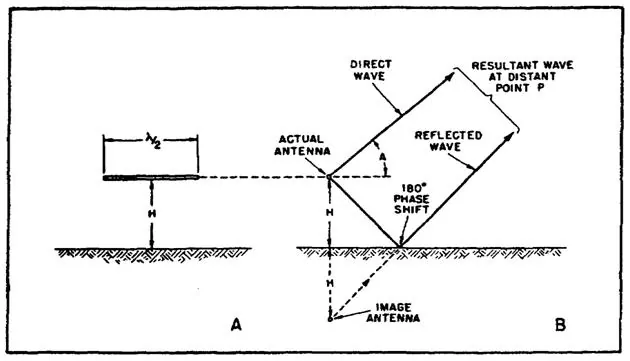 λ/2
H
A
DIRECT
WAVE
RESULTANT WAVE
AT DISTANT
POINT P
ACTUAL
ANTENNA
A
REFLECTED
WAVE
180°
PHASE
SHIFT
H
H
IMAGE
ANTENNA
B